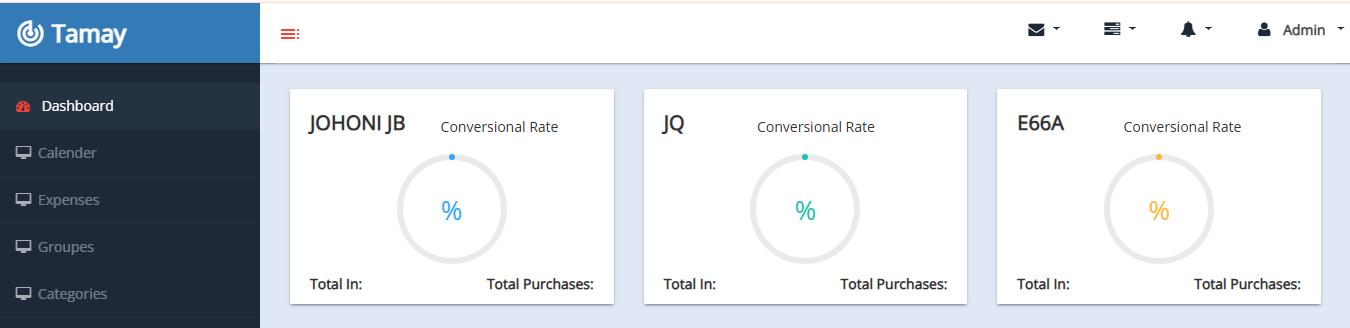 Tamay
Admin
Dashboard
Calender
Expenses
Groupes
Categories
JOHONI JB Conversional Rate
%
Total In: Total Purchases:
JQ Conversional Rate
%
Total In: Total Purchases:
E66A Conversional Rate
%
Total In: Total Purchases: